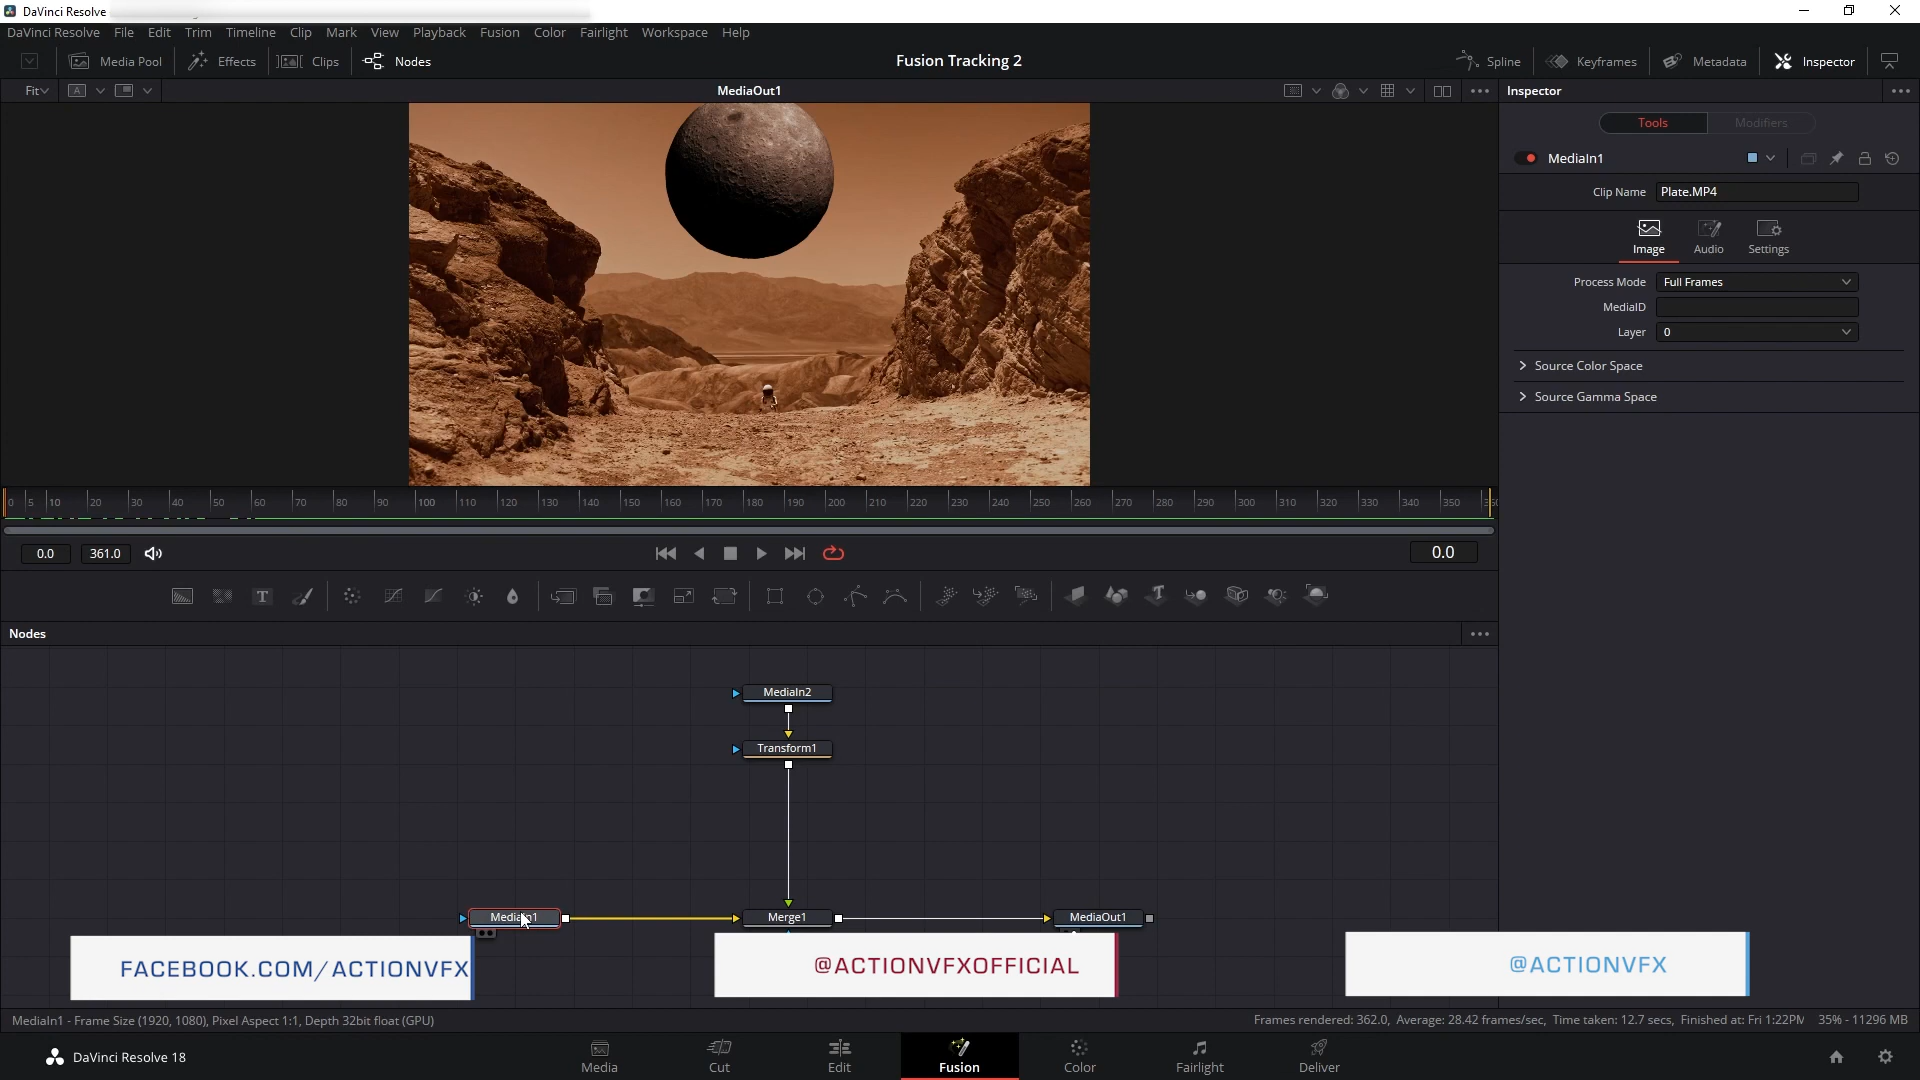 DaVinci Resolve
DaVinci Resolve File Edit Trim Timeline Clip Mark View Playback Fusion Color Fairlight Workspace Help
Media Pool Effects Clips Nodes Fusion Tracking 2 Spline Keyframes Metadata Inspector
Fit A MediaOut1 Inspector
Tools Modifiers
MediaIn1
Clip Name Plate.MP4
Image Audio Settings
Process Mode Full Frames
MediaID
Layer 0
Source Color Space
Source Gamma Space
0 5 10 20 30 40 50 60 70 80 90 100 110 120 130 140 150 160 170 180 190 200 210 220 230 240 250 260 270 280 290 300 310 320 330 340 350
0.0 361.0 0.0
T T
Nodes
MediaIn2
Transform1
MediaIn1 Merge1 MediaOut1
FACEBOOK.COM/ACTIONVFX @ACTIONVFXOFFICIAL @ACTIONVFX
MediaIn1 - Frame Size (1920, 1080), Pixel Aspect 1:1, Depth 32bit float (GPU) Frames rendered: 362.0, Average: 28.42 frames/sec, Time taken: 12.7 secs, Finished at: Fri 1:22PM 35% - 11296 MB
DaVinci Resolve 18 Media Cut Edit Fusion Color Fairlight Deliver